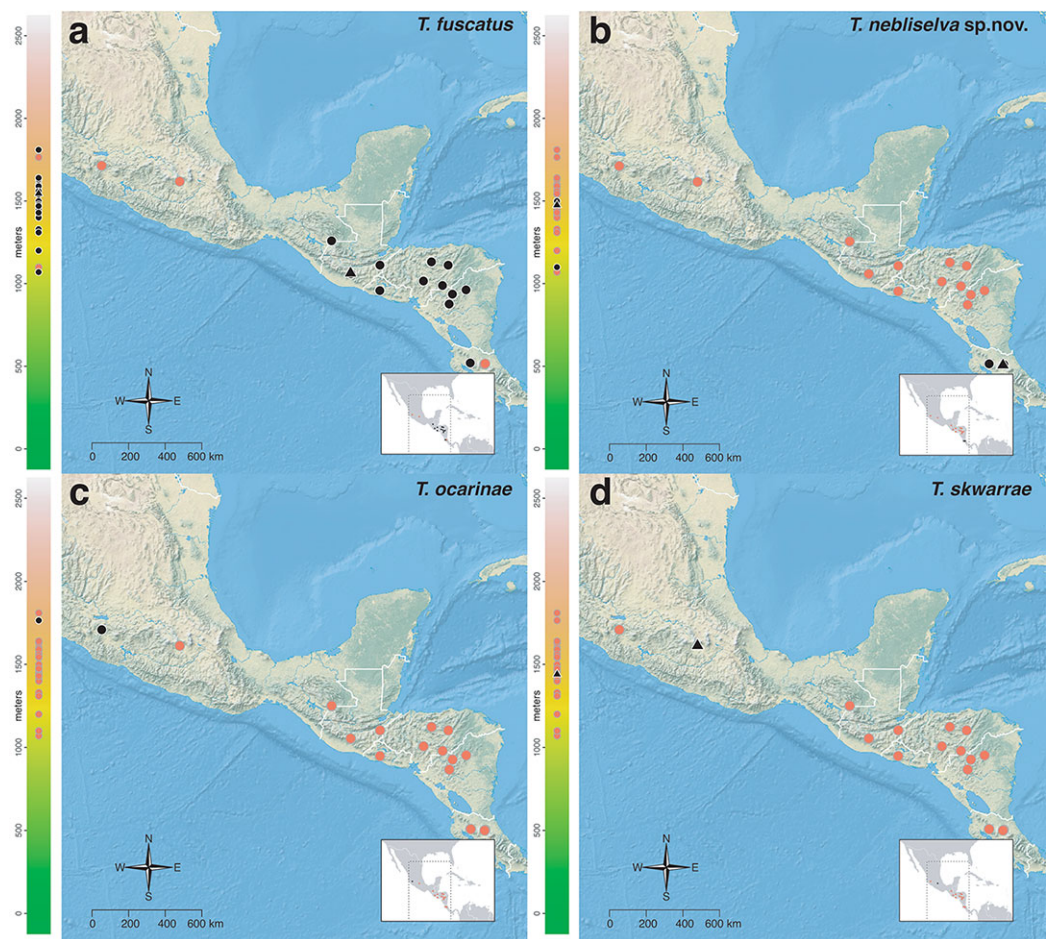 a
T. fuscatus
2500
2000
1500
meters
1000
500
0
N
W E
S
0 200 400 600 km
b
T. nebliselva sp.nov.
2500
2000
1500
meters
1000
500
0
N
W E
S
0 200 400 600 km
c
T. ocarinae
2500
2000
1500
meters
1000
500
0
N
W E
S
0 200 400 600 km
d
T. skwarrae
2500
2000
1500
meters
1000
500
0
N
W E
S
0 200 400 600 km